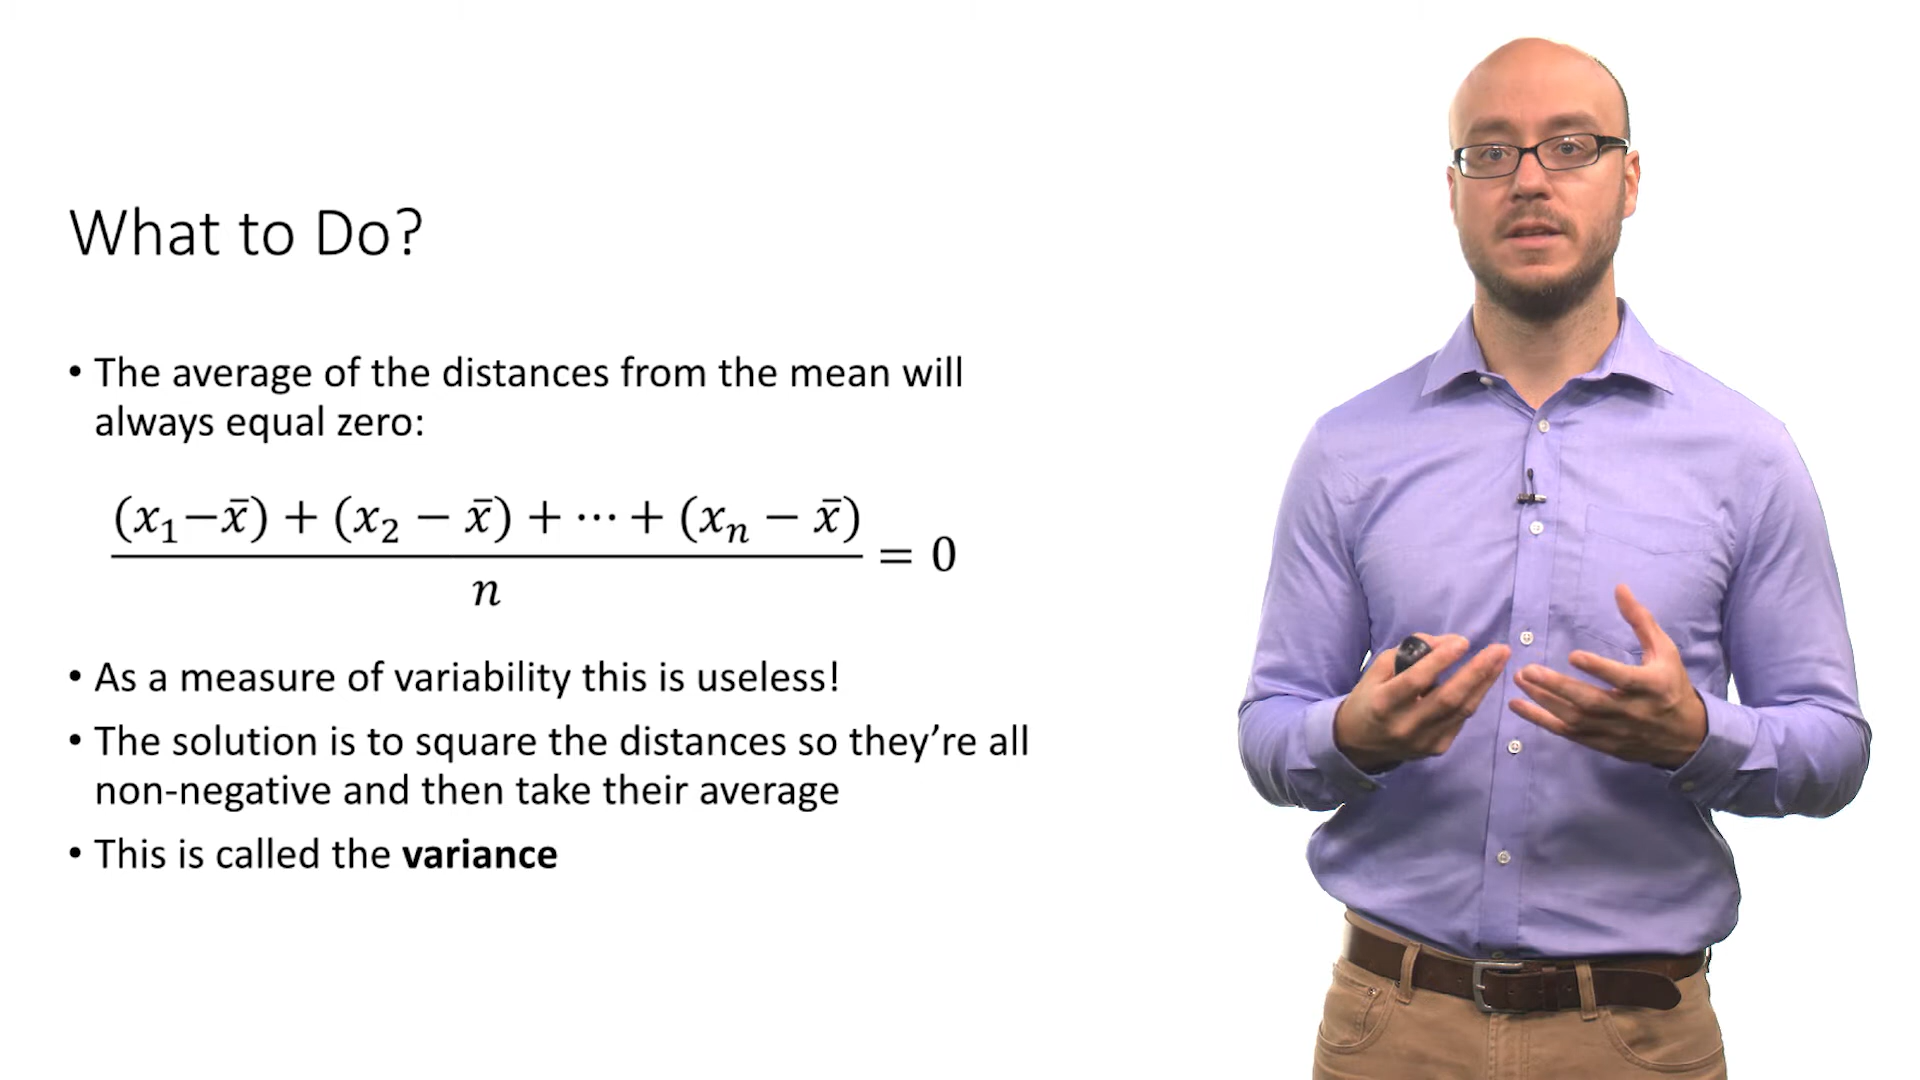 What to Do?
• The average of the distances from the mean will
always equal zero:
(x₁−x̄) + (x₂ − x̄) + ⋯ + (xₙ − x̄)
= 0
n
• As a measure of variability this is useless!
• The solution is to square the distances so they’re all
non-negative and then take their average
• This is called the variance